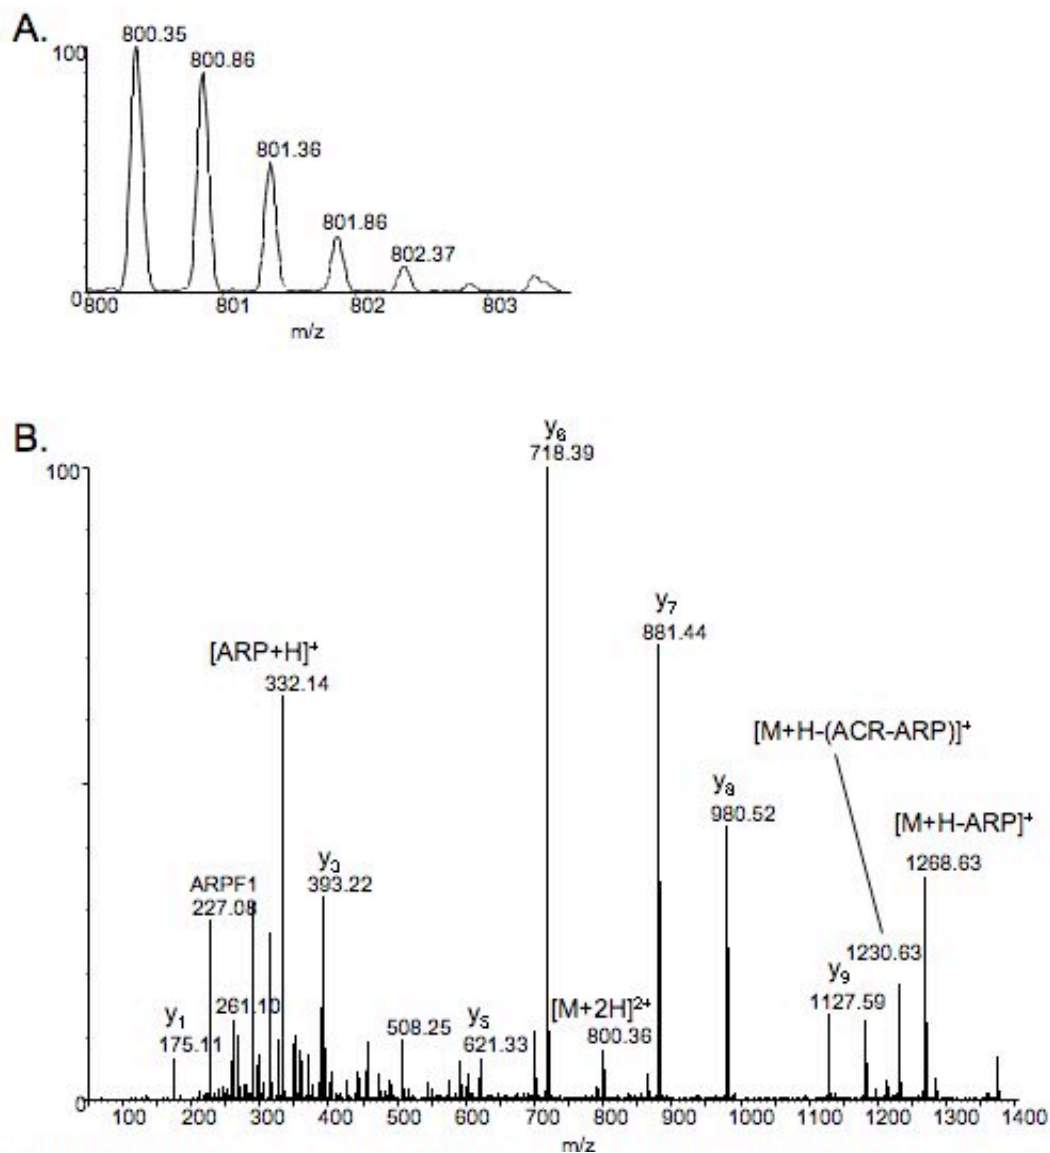 A.
100
800.35
800.86
801.36
801.86
802.37
0
800 801 802 803
m/z
B.
100
y6
718.39
y7
881.44
[ARP+H]+
332.14
[M+H-(ACR-ARP)]+
y8
980.52
[M+H-ARP]+
1268.63
y3
393.22
ARPF1
227.08
1230.63
y9
1127.59
261.10
[M+2H]2+
800.36
y1
175.11
508.25
y5
621.33
0
100 200 300 400 500 600 700 800 900 1000 1100 1200 1300 1400
m/z